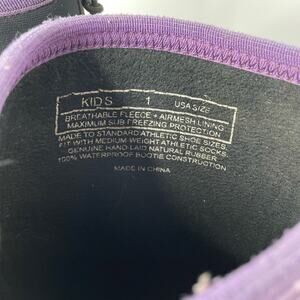 KIDS 1 USA SIZE
BREATHABLE FLEECE + AIRMESH LINING
MAXIMUM SUB FREEZING PROTECTION
MADE TO STANDARD ATHLETIC SHOE SIZES.
FIT WITH MEDIUM-WEIGHT ATHLETIC SOCKS.
GENUINE HAND-LAID NATURAL RUBBER
100% WATERPROOF BOOTIE CONSTRUCTION
MADE IN CHINA